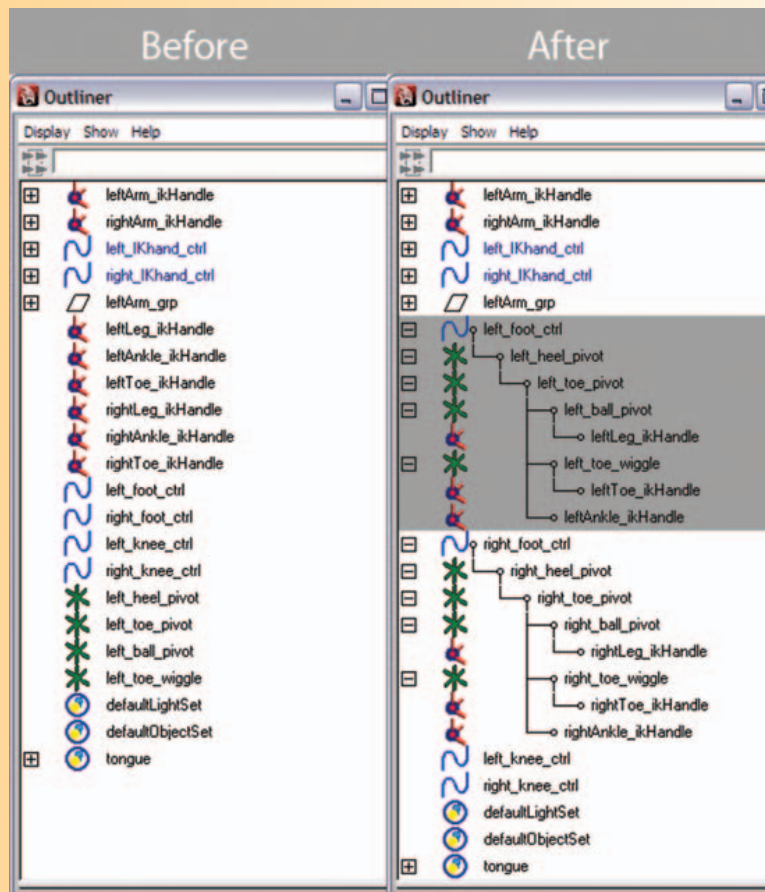 Before
Outliner
Display Show Help
leftArm_ikHandle
rightArm_ikHandle
left_IKhand_ctrl
right_IKhand_ctrl
leftArm_grp
leftLeg_ikHandle
leftAnkle_ikHandle
leftToe_ikHandle
rightLeg_ikHandle
rightAnkle_ikHandle
rightToe_ikHandle
left_foot_ctrl
right_foot_ctrl
left_knee_ctrl
right_knee_ctrl
left_heel_pivot
left_toe_pivot
left_ball_pivot
left_toe_wiggle
defaultLightSet
defaultObjectSet
tongue
After
Outliner
Display Show Help
leftArm_ikHandle
rightArm_ikHandle
left_IKhand_ctrl
right_IKhand_ctrl
leftArm_grp
left_foot_ctrl
left_heel_pivot
left_toe_pivot
left_ball_pivot
leftLeg_ikHandle
left_toe_wiggle
leftToe_ikHandle
leftAnkle_ikHandle
right_foot_ctrl
right_heel_pivot
right_toe_pivot
right_ball_pivot
rightLeg_ikHandle
right_toe_wiggle
rightToe_ikHandle
rightAnkle_ikHandle
left_knee_ctrl
right_knee_ctrl
defaultLightSet
defaultObjectSet
tongue